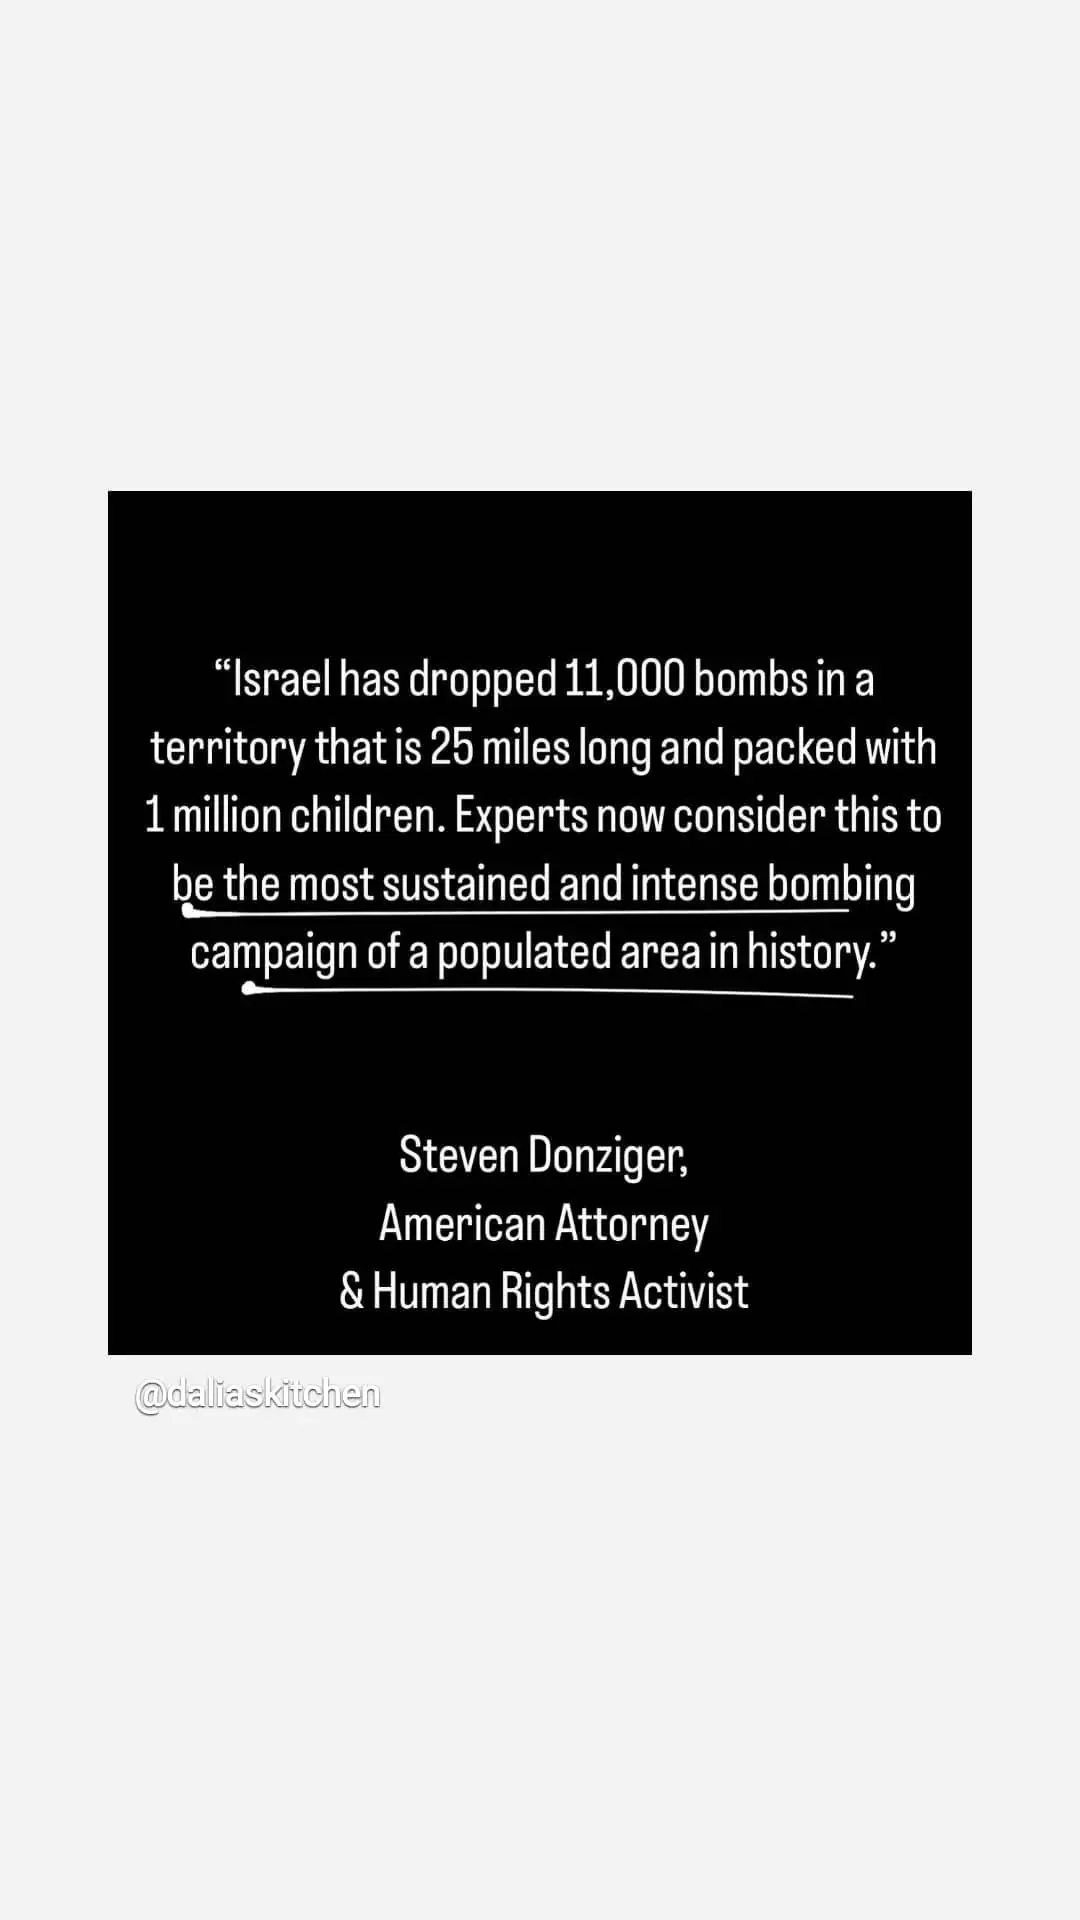 “Israel has dropped 11,000 bombs in a
territory that is 25 miles long and packed with
1 million children. Experts now consider this to
be the most sustained and intense bombing
campaign of a populated area in history.”
Steven Donziger,
American Attorney
& Human Rights Activist
@daliaskitchen